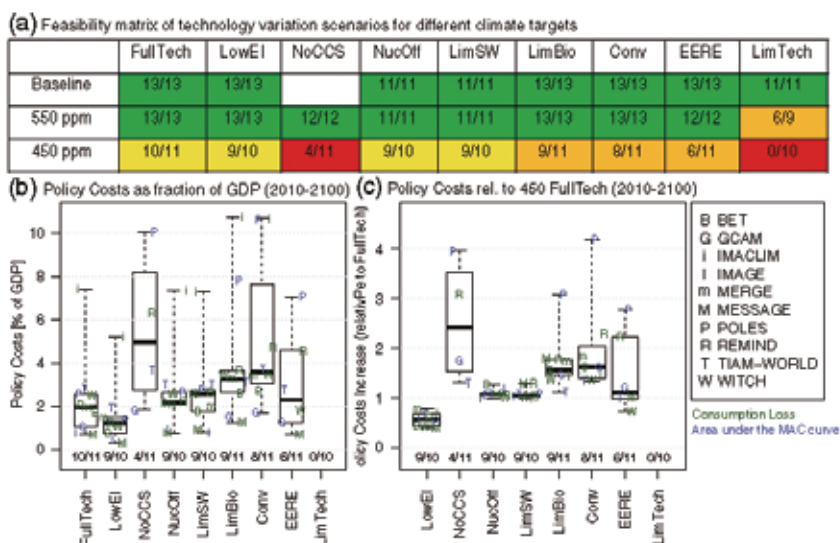 (a) Feasibility matrix of technology variation scenarios for different climate targets
FullTech LowEI NoCCS NucOff LimSW LimBio Conv EERE LimTech
Baseline 13/13 13/13 11/11 11/11 13/13 13/13 13/13 11/11
550 ppm 13/13 13/13 12/12 11/11 11/11 13/13 13/13 12/12 6/9
450 ppm 10/11 9/10 4/11 9/10 9/10 9/11 8/11 6/11 0/10
(b) Policy Costs as fraction of GDP (2010-2100)
Policy Costs [% of GDP]
10
8
6
4
2
0
10/11 9/10 4/11 9/10 9/10 9/11 8/11 6/11 0/10
FullTech LowEI NoCCS NucOff LimSW LimBio Conv EERE LimTech
(c) Policy Costs rel. to 450 FullTech (2010-2100)
olicy Costs Increase (relativPe to FullTech)
4
3
2
1
0
9/10 4/11 9/10 9/10 9/11 8/11 6/11 0/10
LowEI NoCCS NucOff LimSW LimBio Conv EERE LimTech
B BET
G GCAM
i IMACLIM
I IMAGE
m MERGE
M MESSAGE
P POLES
R REMIND
T TIAM-WORLD
W WITCH
Consumption Loss
Area under the MAC curve